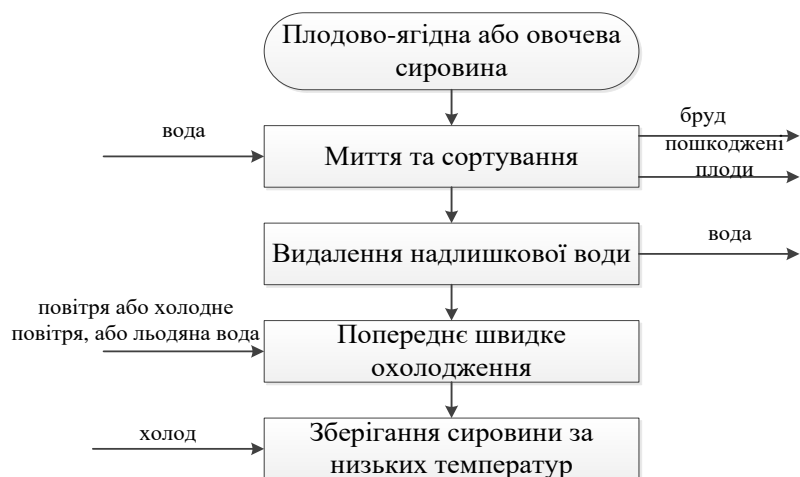 Плодово-ягідна або овочева
сировина
вода
Миття та сортування
бруд
пошкоджені
плоди
Видалення надлишкової води
вода
повітря або холодне
повітря, або льодяна вода
Попереднє швидке
охолодження
холод
Зберігання сировини за
низьких температур